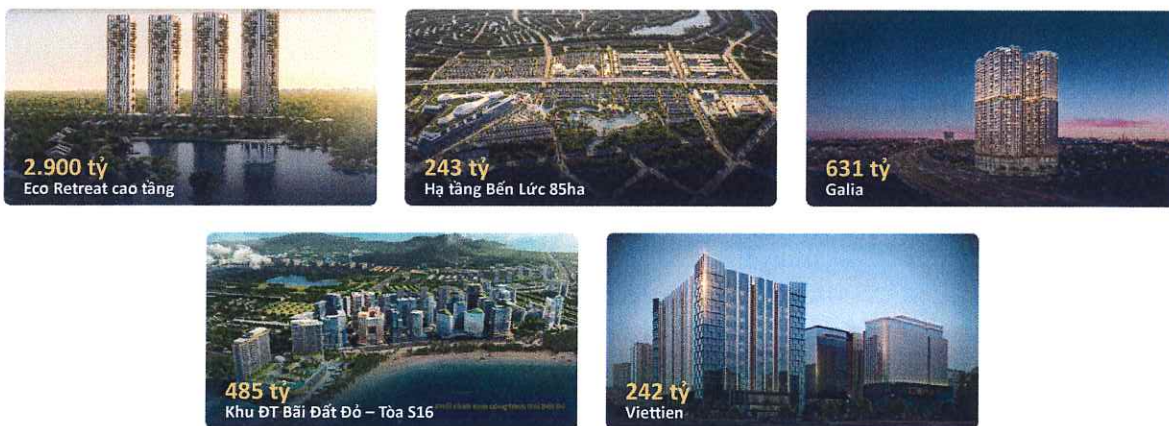 2.900 tỷ
Eco Retreat cao tầng
243 tỷ
Hạ tầng Bến Lức 85ha
631 tỷ
Galia
485 tỷ
Khu ĐT Bãi Đất Đỏ – Tòa S16
242 tỷ
Viettien